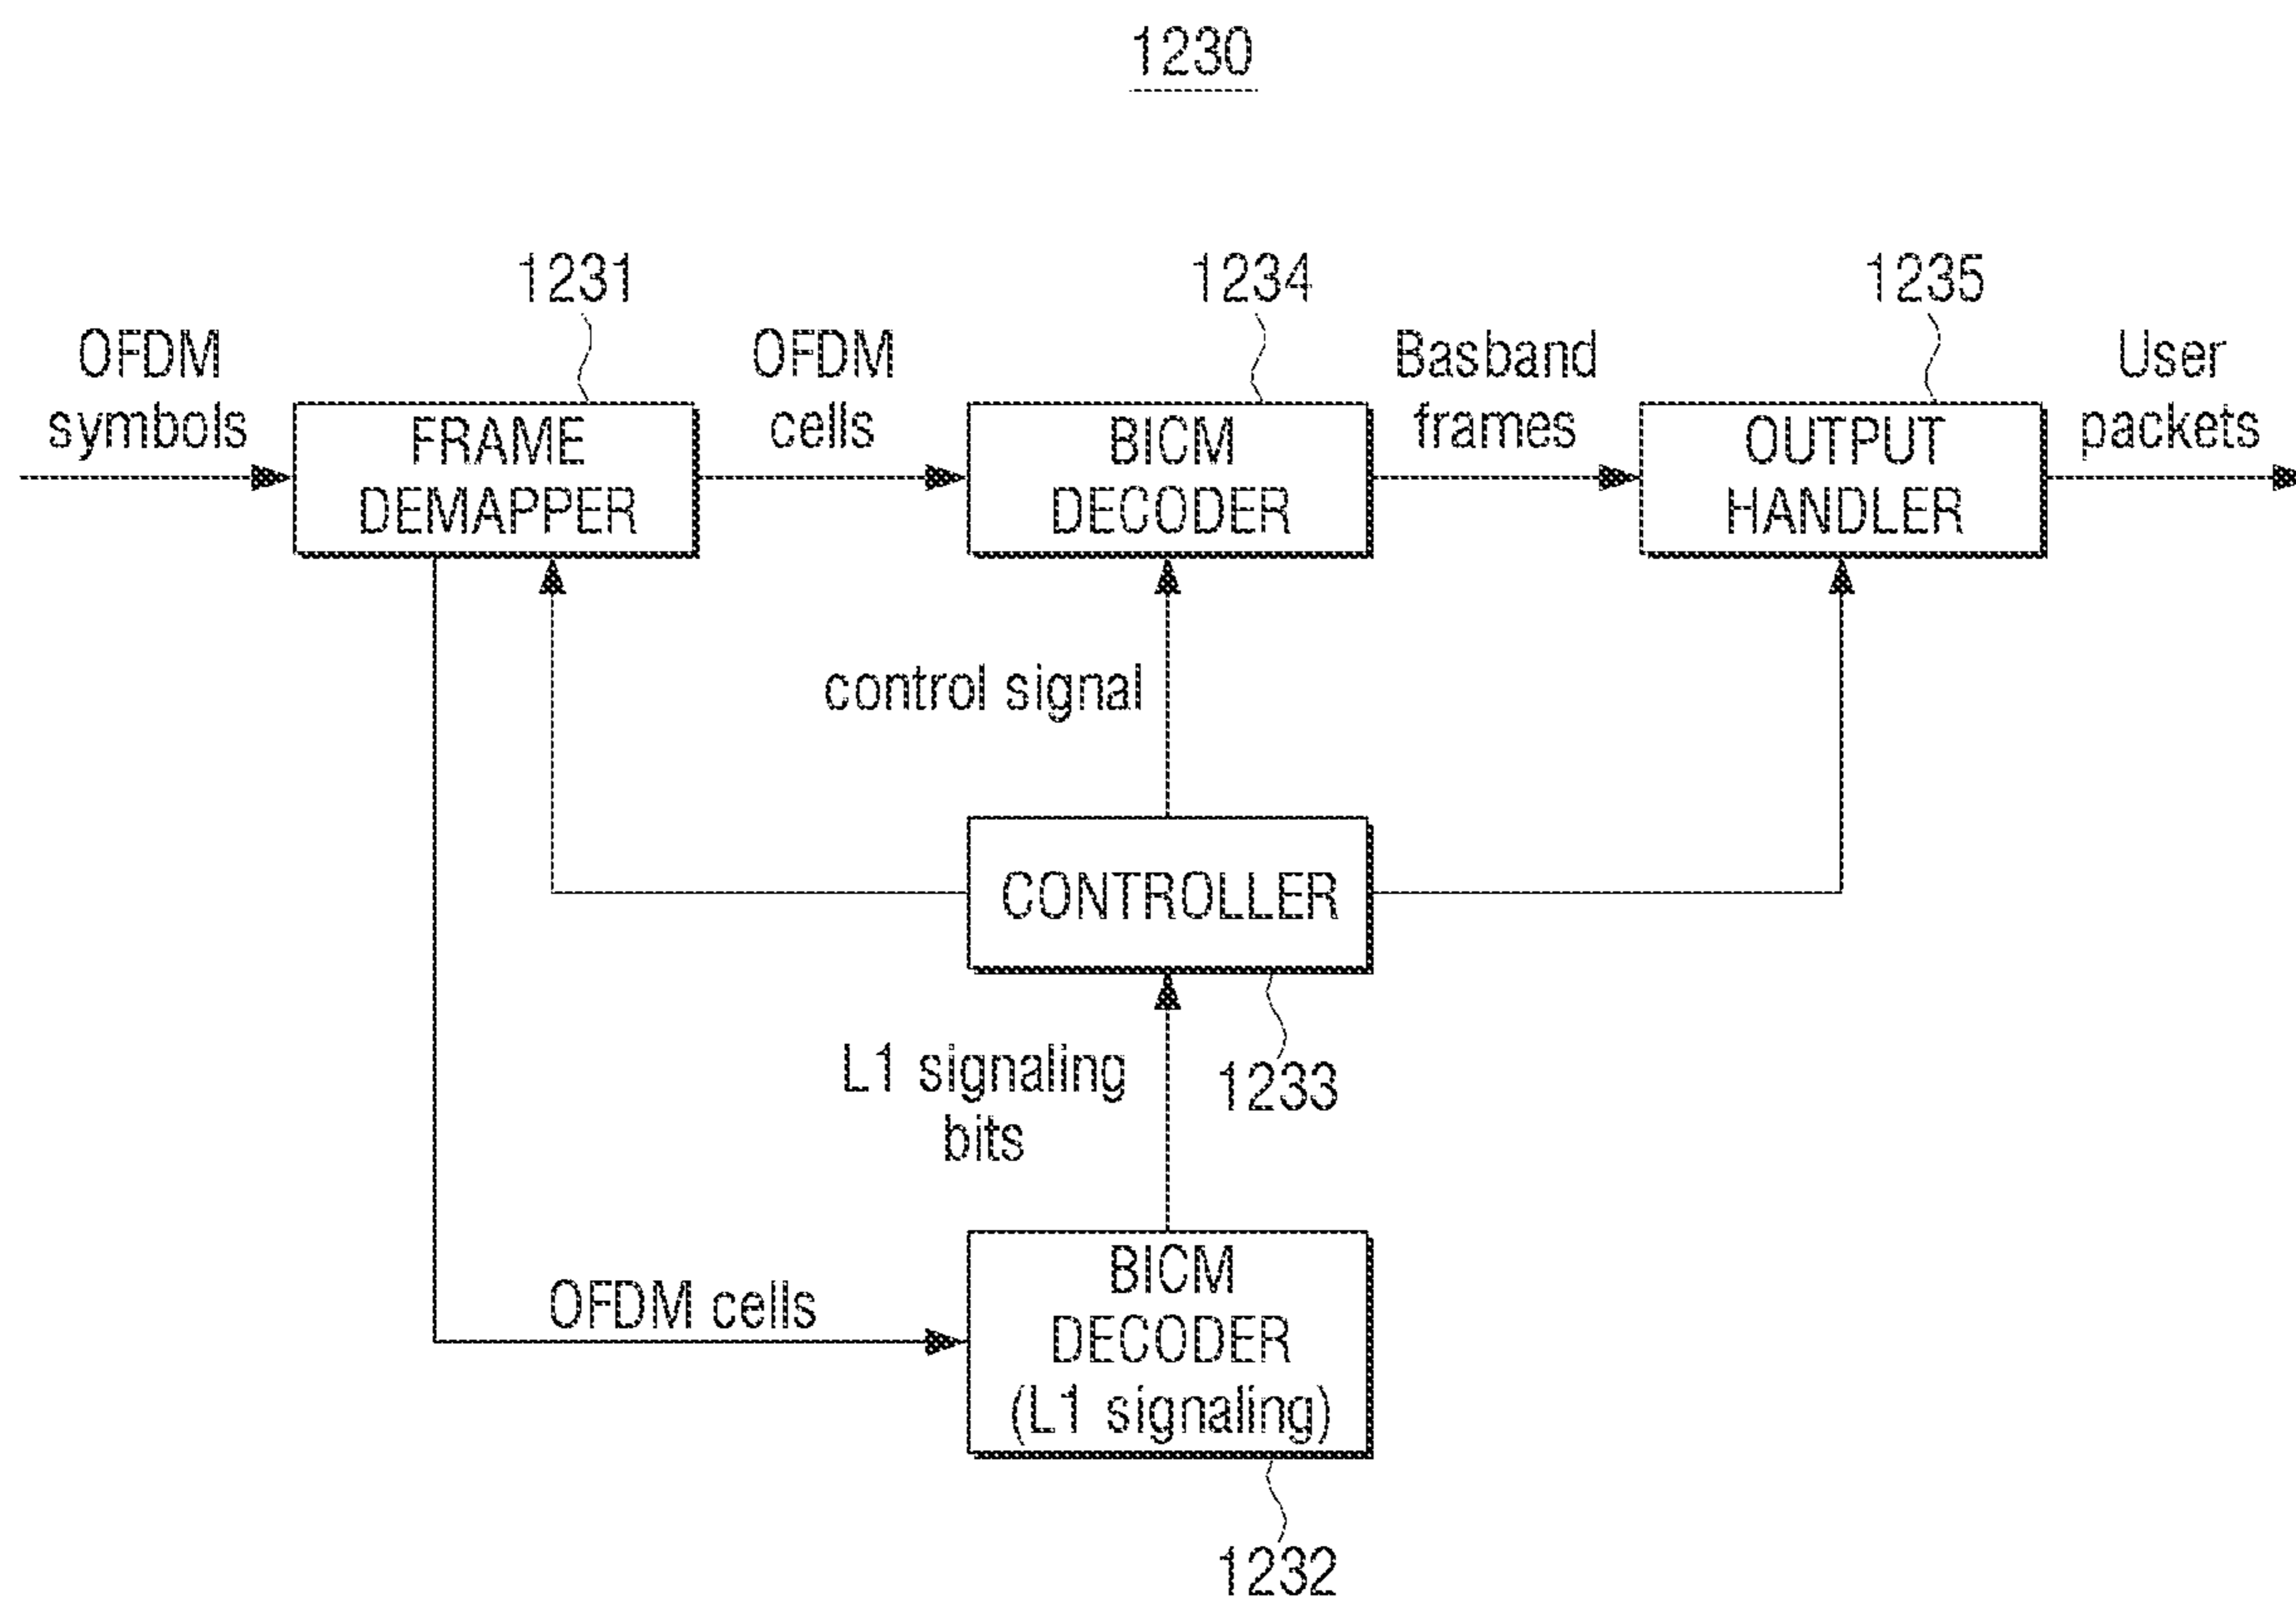 1230
1231
1234
1235
OFDM
symbols
OFDM
cells
Basband
frames
User
packets
FRAME
DEMAPPER
BICM
DECODER
OUTPUT
HANDLER
control signal
CONTROLLER
L1 signaling
bits
1233
OFDM cells
BICM
DECODER
(L1 signaling)
1232